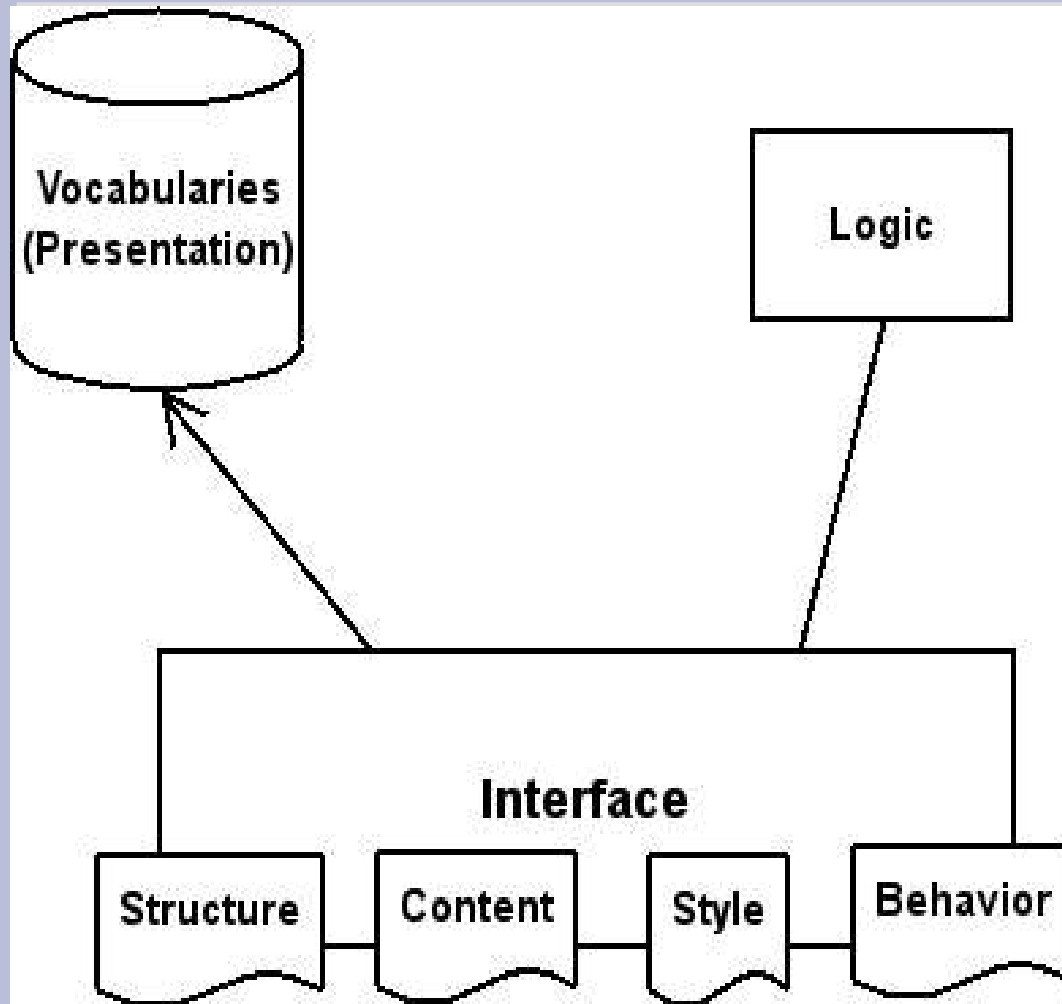 Vocabularies
(Presentation)
Logic
Interface
Structure
Content
Style
Behavior